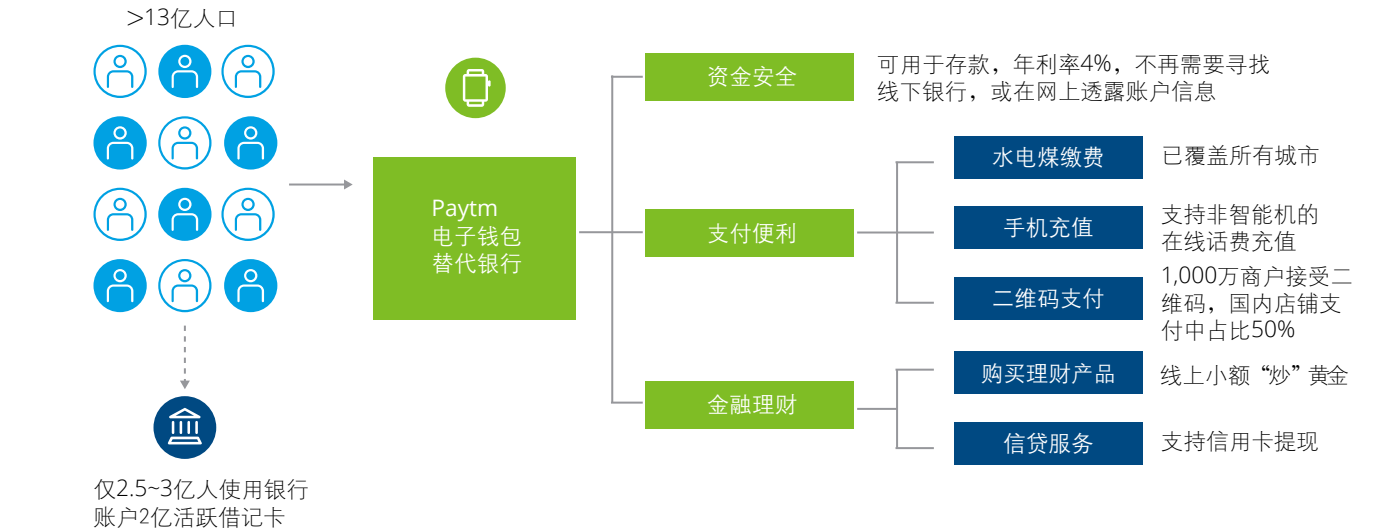 >13亿人口
仅2.5~3亿人使用银行
账户2亿活跃借记卡
Paytm
电子钱包
替代银行
资金安全
可用于存款，年利率4%，不再需要寻找
线下银行，或在网上透露账户信息
支付便利
水电煤缴费
已覆盖所有城市
手机充值
支持非智能机的
在线话费充值
二维码支付
1,000万商户接受二
维码，国内店铺支
付中占比50%
金融理财
购买理财产品
线上小额“炒”黄金
信贷服务
支持信用卡提现